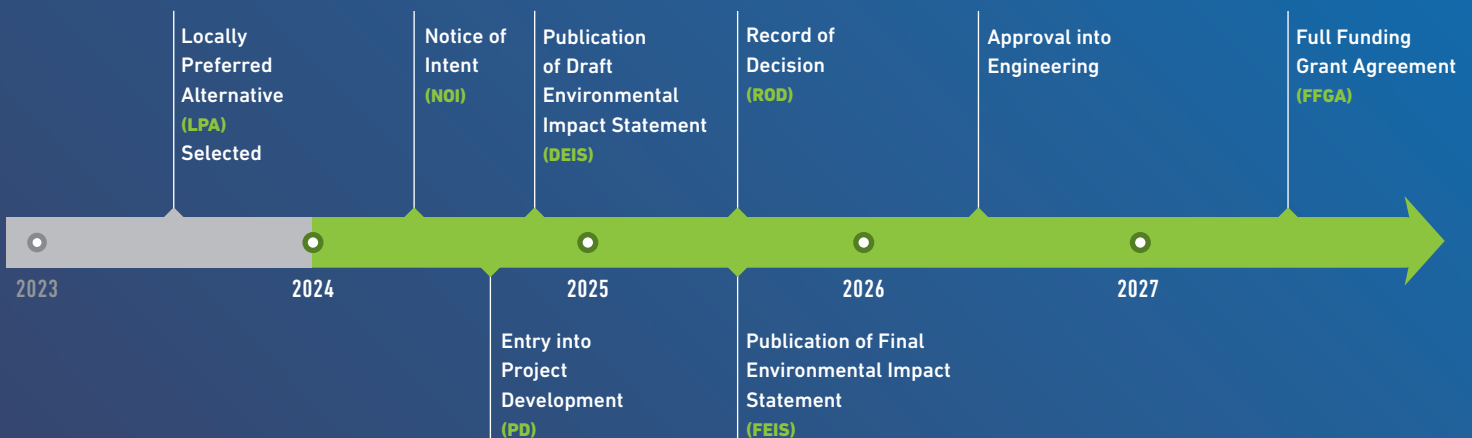 Locally
Preferred
Alternative
(LPA)
Selected
Notice of
Intent
(NOI)
Publication
of Draft
Environmental
Impact Statement
(DEIS)
Record of
Decision
(ROD)
Approval into
Engineering
Full Funding
Grant Agreement
(FFGA)
2023
2024
2025
2026
2027
Entry into
Project
Development
(PD)
Publication of Final
Environmental Impact
Statement
(FEIS)